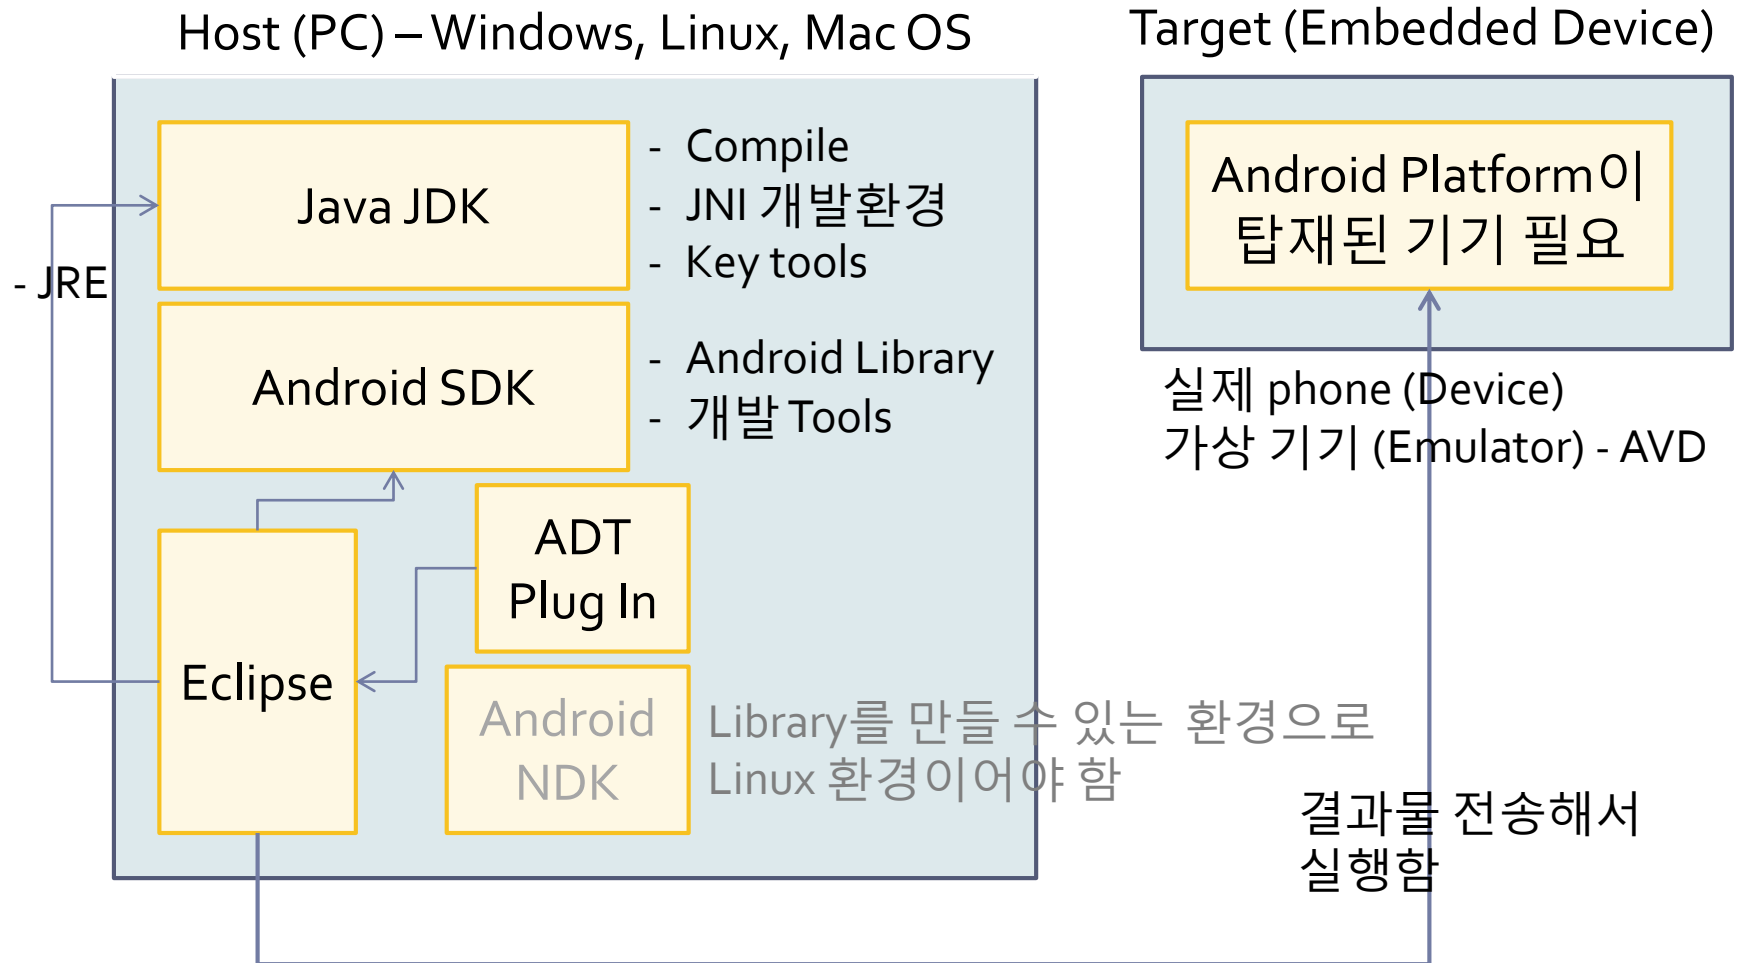 Host (PC) – Windows, Linux, Mac OS
Target (Embedded Device)
Java JDK
- Compile
- JNI 개발환경
- Key tools
- JRE
Android SDK
- Android Library
- 개발 Tools
ADT
Plug In
Eclipse
Android
NDK
Library를 만들 수 있는 환경으로
Linux 환경이어야 함
Android Platform이
탑재된 기기 필요
실제 phone (Device)
가상 기기 (Emulator) - AVD
결과물 전송해서
실행함